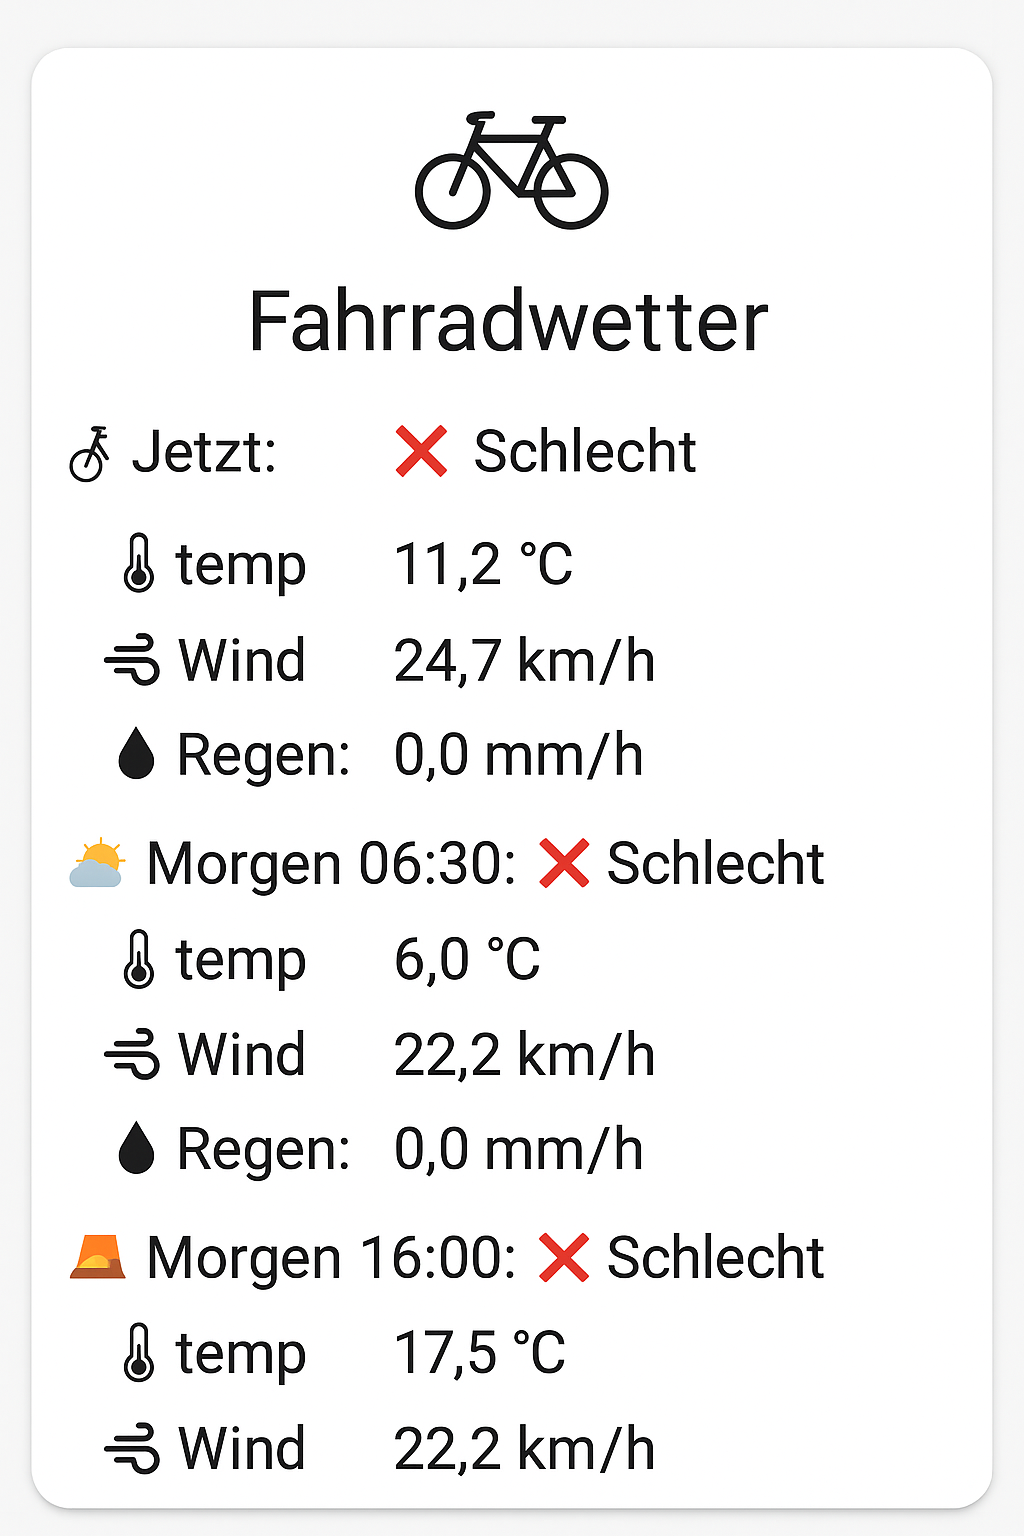 Fahrradwetter
Jetzt: ❌ Schlecht
temp 11,2 °C
Wind 24,7 km/h
Regen: 0,0 mm/h
Morgen 06:30: ❌ Schlecht
temp 6,0 °C
Wind 22,2 km/h
Regen: 0,0 mm/h
Morgen 16:00: ❌ Schlecht
temp 17,5 °C
Wind 22,2 km/h